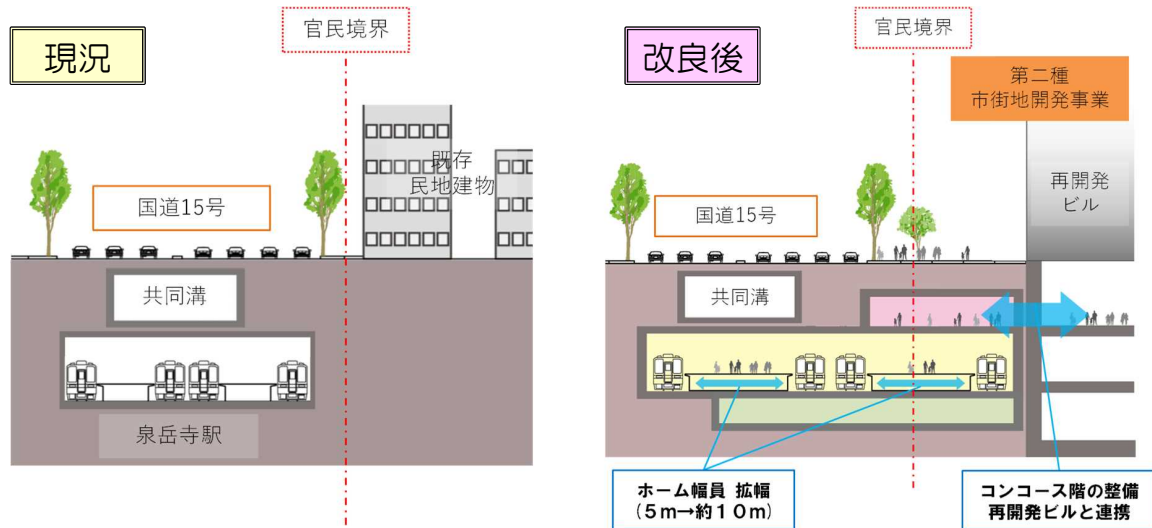 現況
官民境界
既存
民地建物
国道15号
共同溝
泉岳寺駅
改良後
官民境界
第二種
市街地開発事業
再開発
ビル
国道15号
共同溝
ホーム幅員 拡幅
(5m→約10m)
コンコース階の整備
再開発ビルと連携